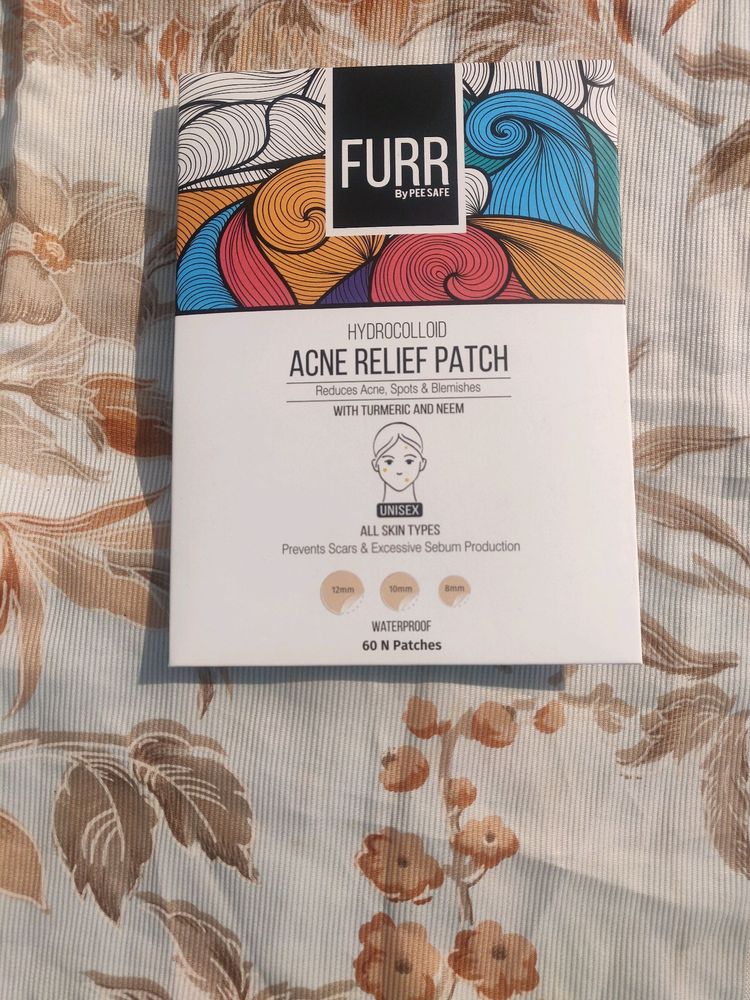 FURR
By PEE SAFE
HYDROCOLLOID
ACNE RELIEF PATCH
Reduces Acne, Spots & Blemishes
WITH TURMERIC AND NEEM
UNISEX
ALL SKIN TYPES
Prevents Scars & Excessive Sebum Production
12mm 10mm 8mm
WATERPROOF
60 N Patches